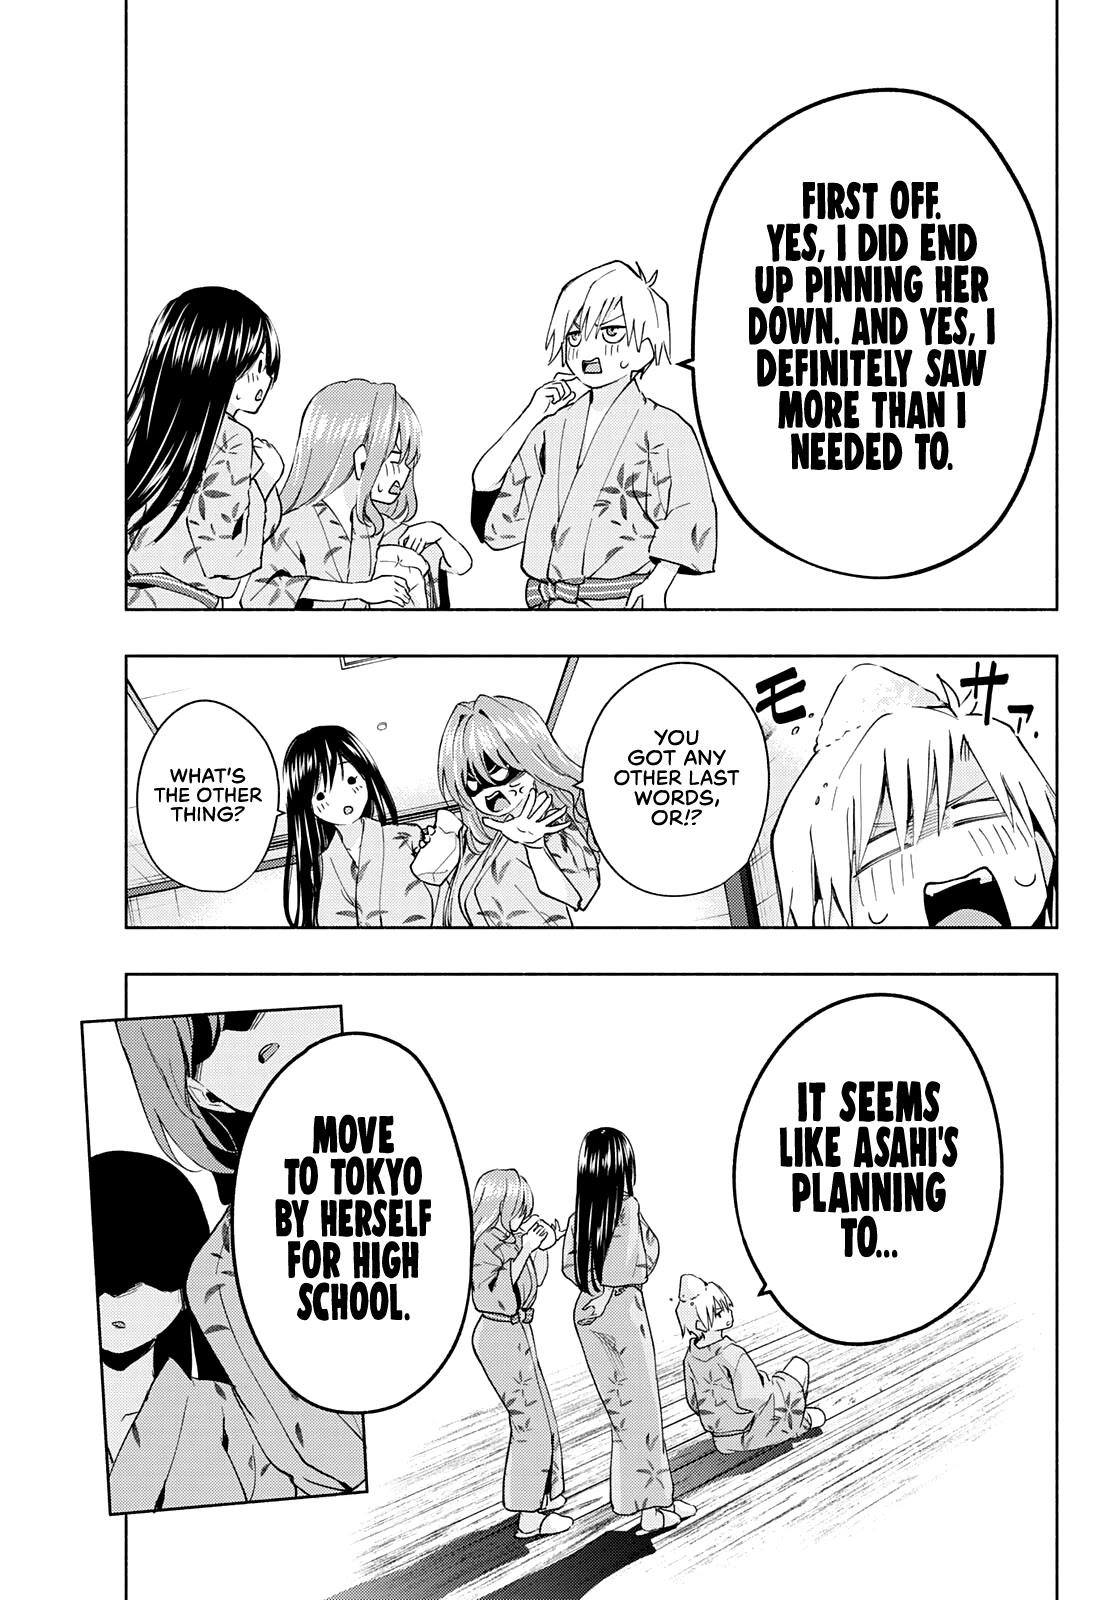 FIRST OFF.
YES, I DID END
UP PINNING HER
DOWN. AND YES, I
DEFINITELY SAW
MORE THAN I
NEEDED TO.
モ
サァ
YOU
GOT ANY
OTHER LAST
WORDS,
OR!?
WHAT'S
THE OTHER
THING?
IT SEEMS
LIKE ASAHI'S
PLANNING
TO...
MOVE
TO TOKYO
BY HERSELF
FOR HIGH
SCHOOL.